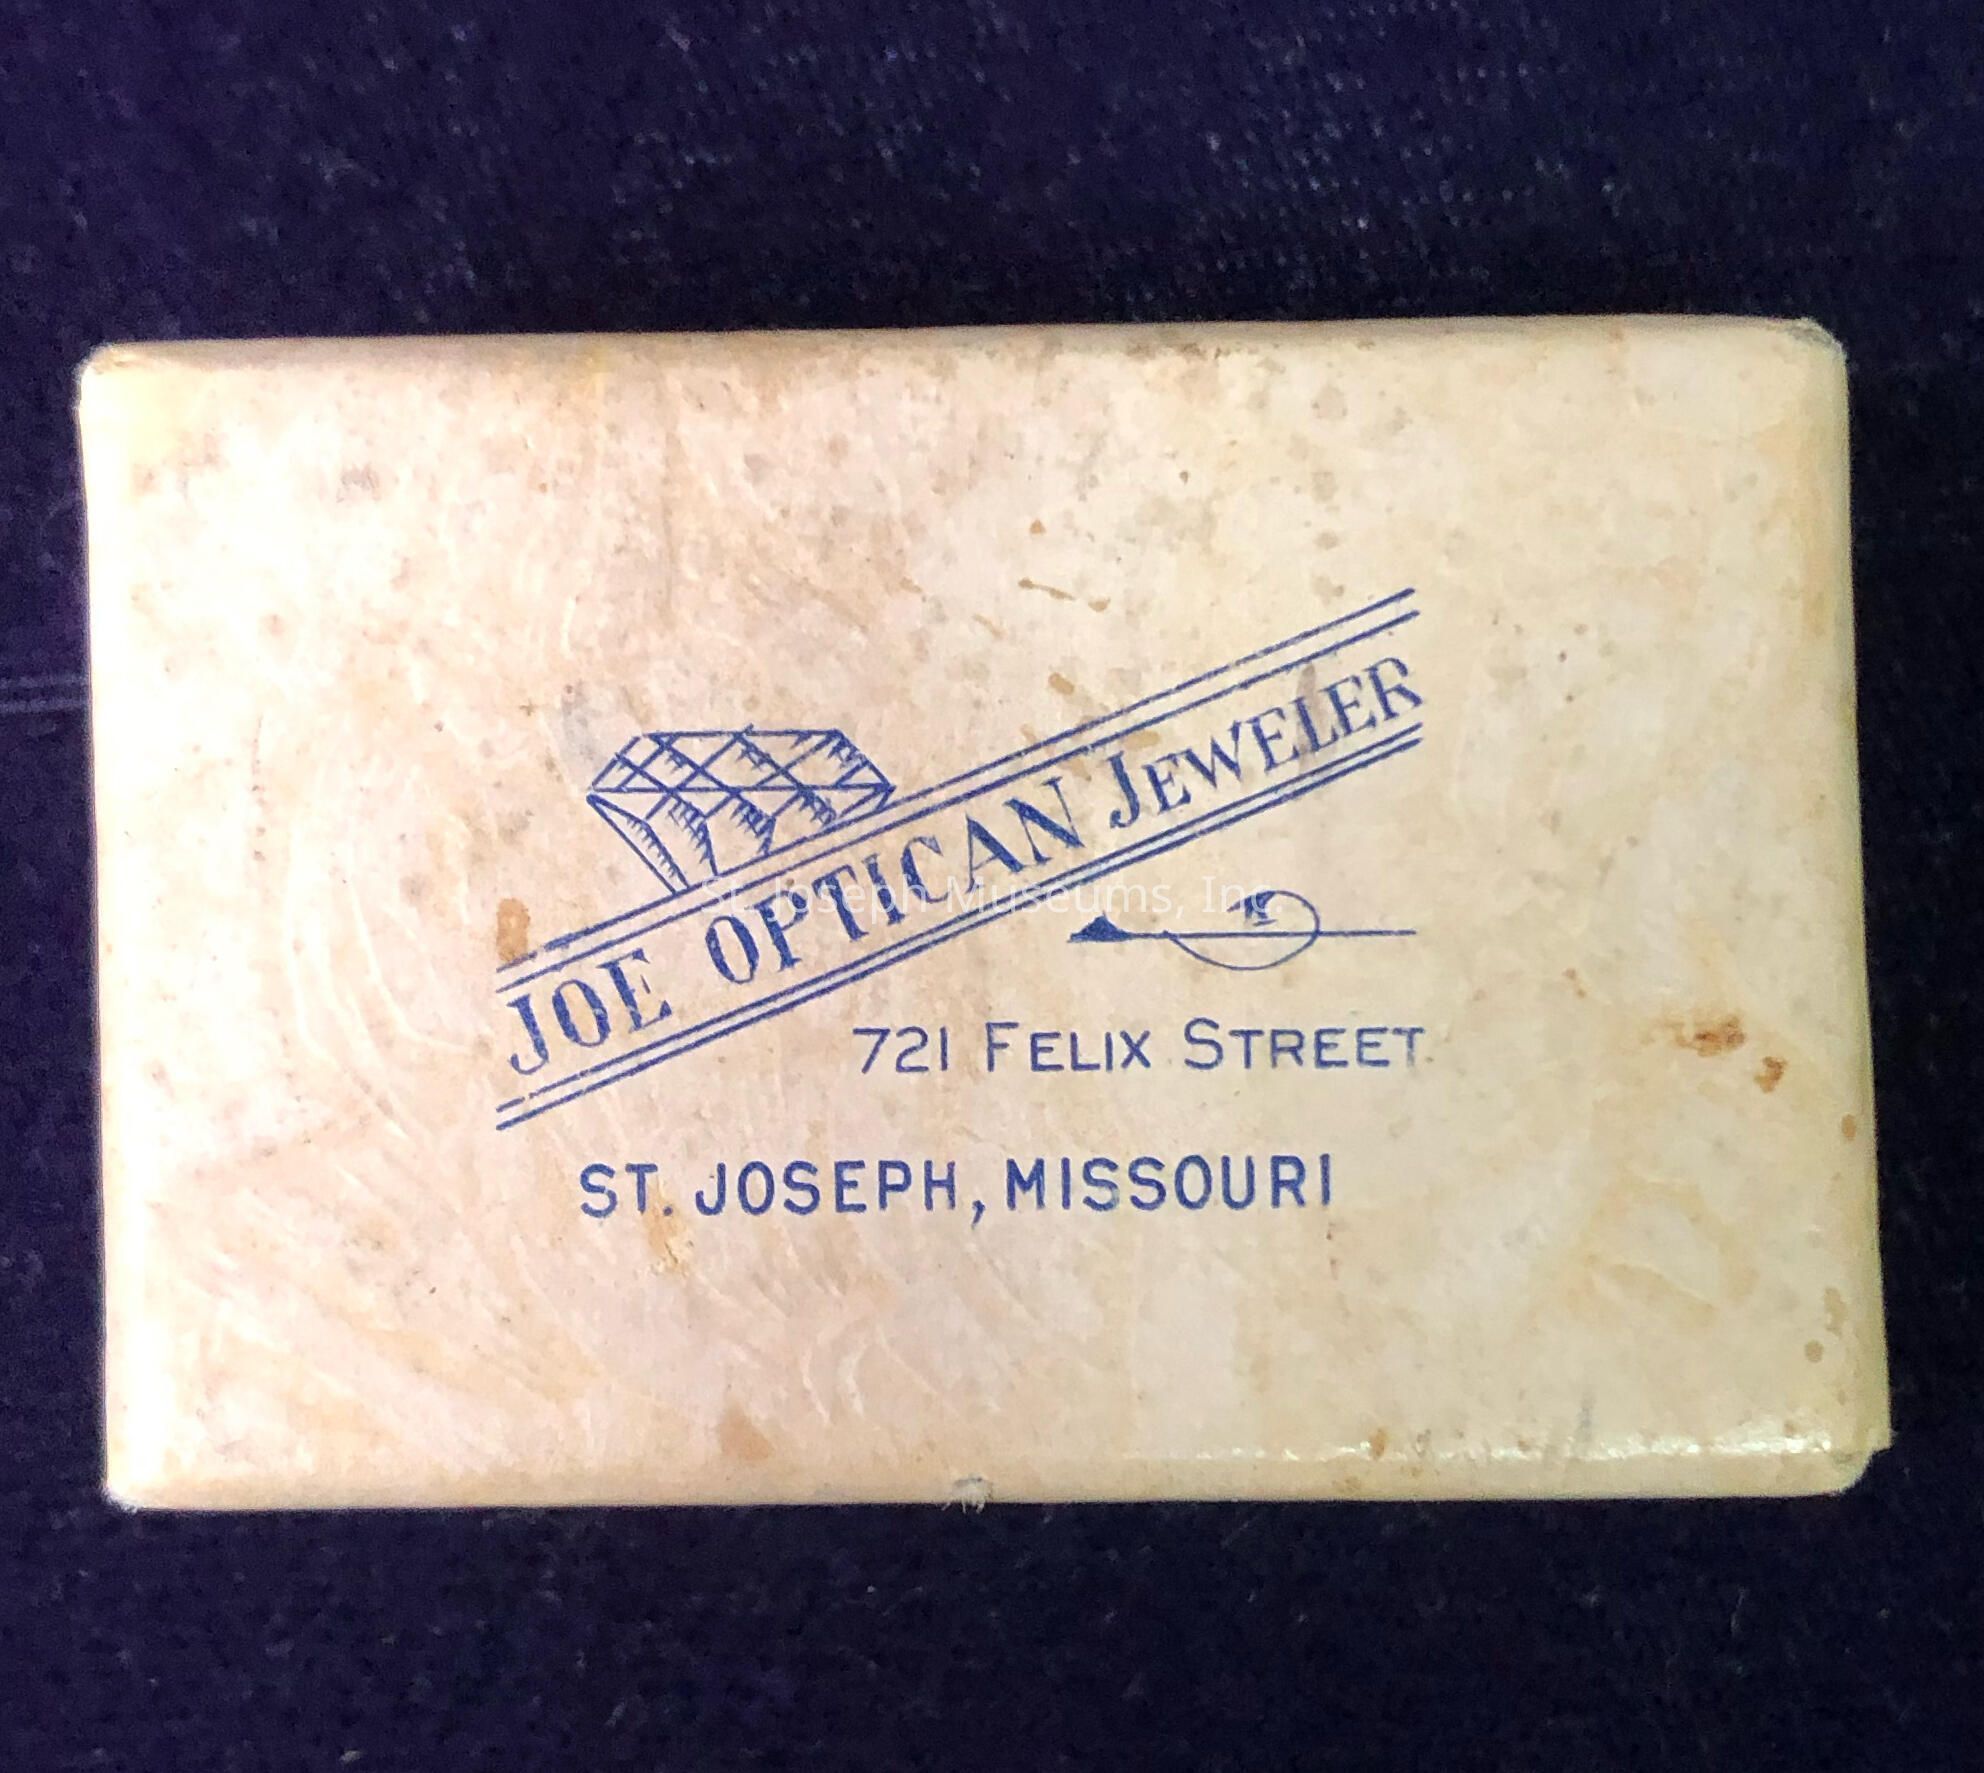 JOE OPTICAN JEWELER
St. Joseph Museums, Inc.
721 FELIX STREET
ST. JOSEPH, MISSOURI